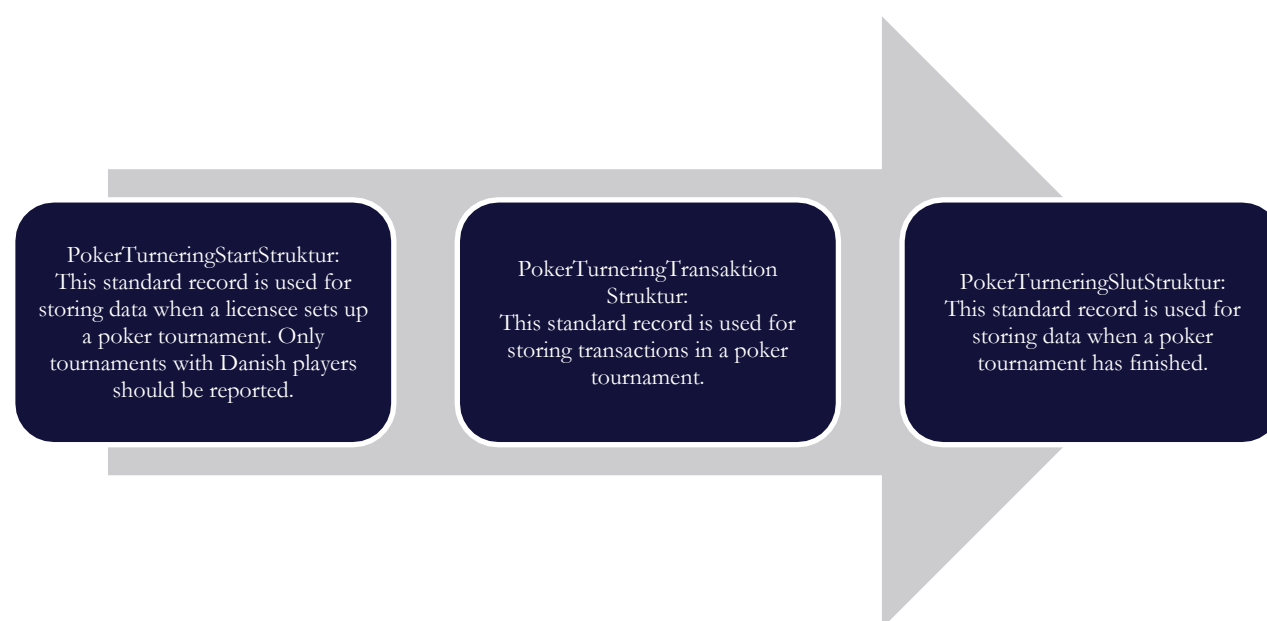 PokerTurneringStartStruktur:
This standard record is used for
storing data when a licensee sets up
a poker tournament. Only
tournaments with Danish players
should be reported.
PokerTurneringTransaktion
Struktur:
This standard record is used for
storing transactions in a poker
tournament.
PokerTurneringSlutStruktur:
This standard record is used for
storing data when a poker
tournament has finished.